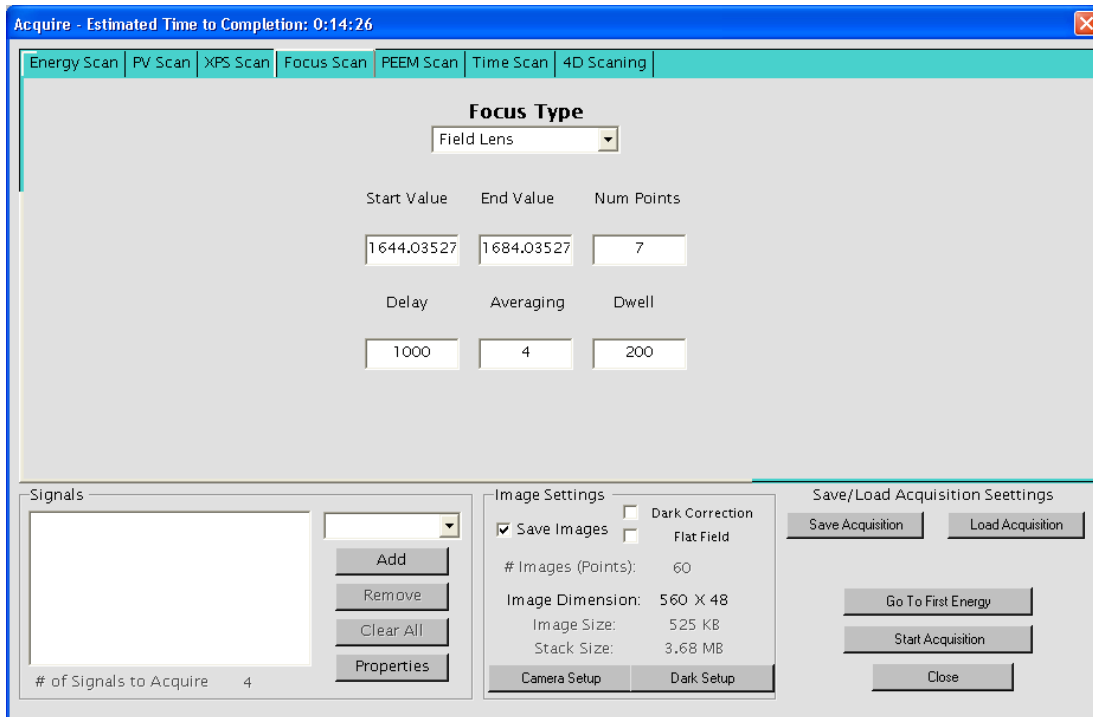 Acquire - Estimated Time to Completion: 0:14:26
Energy Scan PV Scan XPS Scan Focus Scan PEEM Scan Time Scan 4D Scaning
Focus Type
Field Lens
Start Value End Value Num Points
1644.03527 1684.03527 7
Delay Averaging Dwell
1000 4 200
Signals
Add
Remove
Clear All
Properties
# of Signals to Acquire 4
Image Settings
Dark Correction
Save Images
Flat Field
# Images (Points): 60
Image Dimension: 560 X 48
Image Size: 525 KB
Stack Size: 3.68 MB
Camera Setup Dark Setup
Save/Load Acquisition Seettings
Save Acquisition Load Acquisition
Go To First Energy
Start Acquisition
Close